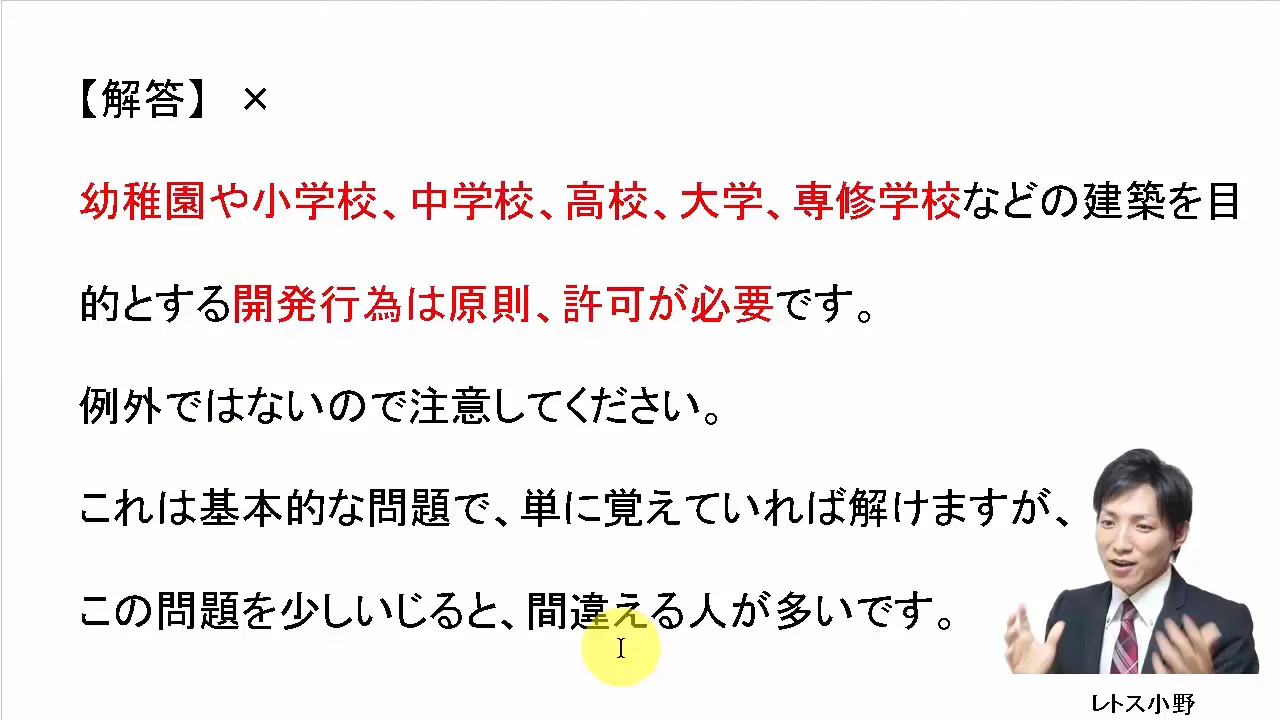 【解答】 ×
幼稚園や小学校、中学校、高校、大学、専修学校などの建築を目
的とする開発行為は原則、許可が必要です。
例外ではないので注意してください。
これは基本的な問題で、単に覚えていれば解けますが、
この問題を少しいじると、間違える人が多いです。
レトス小野